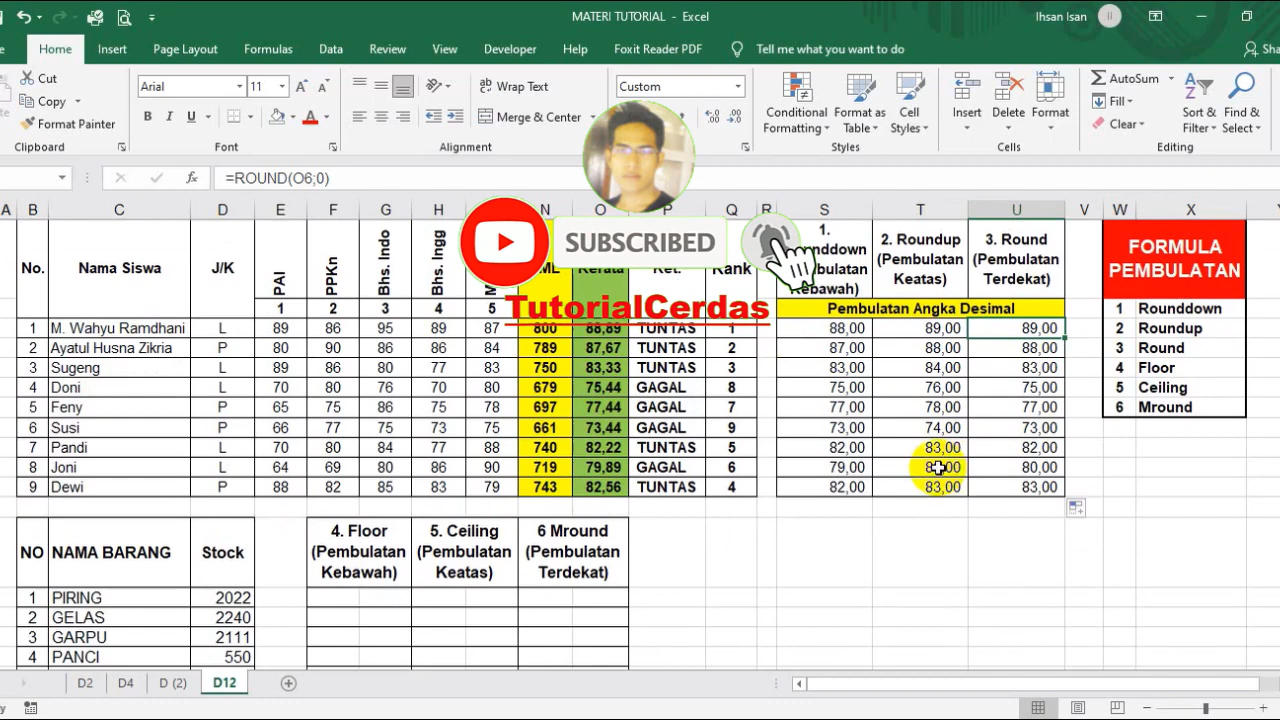 MATERI TUTORIAL - Excel
Ihsan Isan II
Home Insert Page Layout Formulas Data Review View Developer Help Foxit Reader PDF Tell me what you want to do
Cut
Copy
Format Painter
Clipboard
Arial 11
Font
Wrap Text
Merge & Center
Alignment
Custom
Conditional Formatting
Format as Table
Cell Styles
Styles
Insert
Delete
Format
Cells
AutoSum
Fill
Clear
Sort & Filter
Find & Select
Editing
=ROUND(O6;0)
A B C D E F G H N O P Q R S T U V W X
SUBSCRIBED
TutorialCerdas
No. Nama Siswa J/K PAI PPKn Bhs. Indo Bhs. Ingg Rank
1 2 3 4 5
1 M. Wahyu Ramdhani L 89 86 95 89 87 800 88,89 TUNTAS 1
2 Ayatul Husna Zikria P 80 90 86 86 84 789 87,67 TUNTAS 2
3 Sugeng L 89 86 80 77 83 750 83,33 TUNTAS 3
4 Doni L 70 80 76 70 80 679 75,44 GAGAL 8
5 Feny P 65 75 86 75 78 697 77,44 GAGAL 7
6 Susi P 66 77 75 73 75 661 73,44 GAGAL 9
7 Pandi L 70 80 84 77 88 740 82,22 TUNTAS 5
8 Joni L 64 69 80 86 90 719 79,89 GAGAL 6
9 Dewi P 88 82 85 83 79 743 82,56 TUNTAS 4
1.
2. Roundup (Pembulatan Keatas)
3. Round (Pembulatan Terdekat)
Pembulatan Angka Desimal
88,00 89,00 89,00
87,00 88,00 88,00
83,00 84,00 83,00
75,00 76,00 75,00
77,00 78,00 77,00
73,00 74,00 73,00
82,00 83,00 82,00
79,00 80,00
82,00 83,00 83,00
FORMULA
PEMBULATAN
1 Rounddown
2 Roundup
3 Round
4 Floor
5 Ceiling
6 Mround
NO NAMA BARANG Stock
1 PIRING 2022
2 GELAS 2240
3 GARPU 2111
4 PANCI 550
4. Floor (Pembulatan Kebawah)
5. Ceiling (Pembulatan Keatas)
6 Mround (Pembulatan Terdekat)
D2 D4 D (2) D12